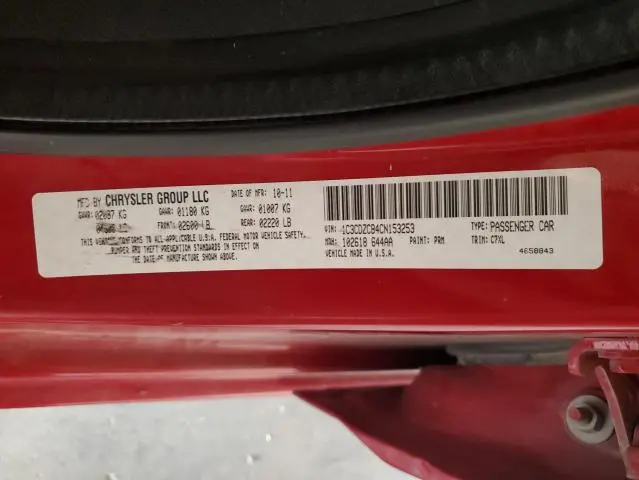 MFD BY CHRYSLER GROUP LLC DATE OF MFR: 10-11
GVWR: 02087 KG GAWR: 01180 KG GAWR: 01007 KG
LB FRONT: 02600 LB REAR: 02220 LB
THIS CONFORMS TO ALL APPLICABLE U.S.A. FEDERAL MOTOR VEHICLE SAFETY,
BUMPER AND THEFT PREVENTION STANDARDS IN EFFECT ON
THE DATE OF MANUFACTURE SHOWN ABOVE.
VIN: 1C3CDZCB4CN153253 TYPE: PASSENGER CAR
MDH: 102618 644AA PAINT: PRM TRIM: C7XL
VEHICLE MADE IN U.S.A. 4658843